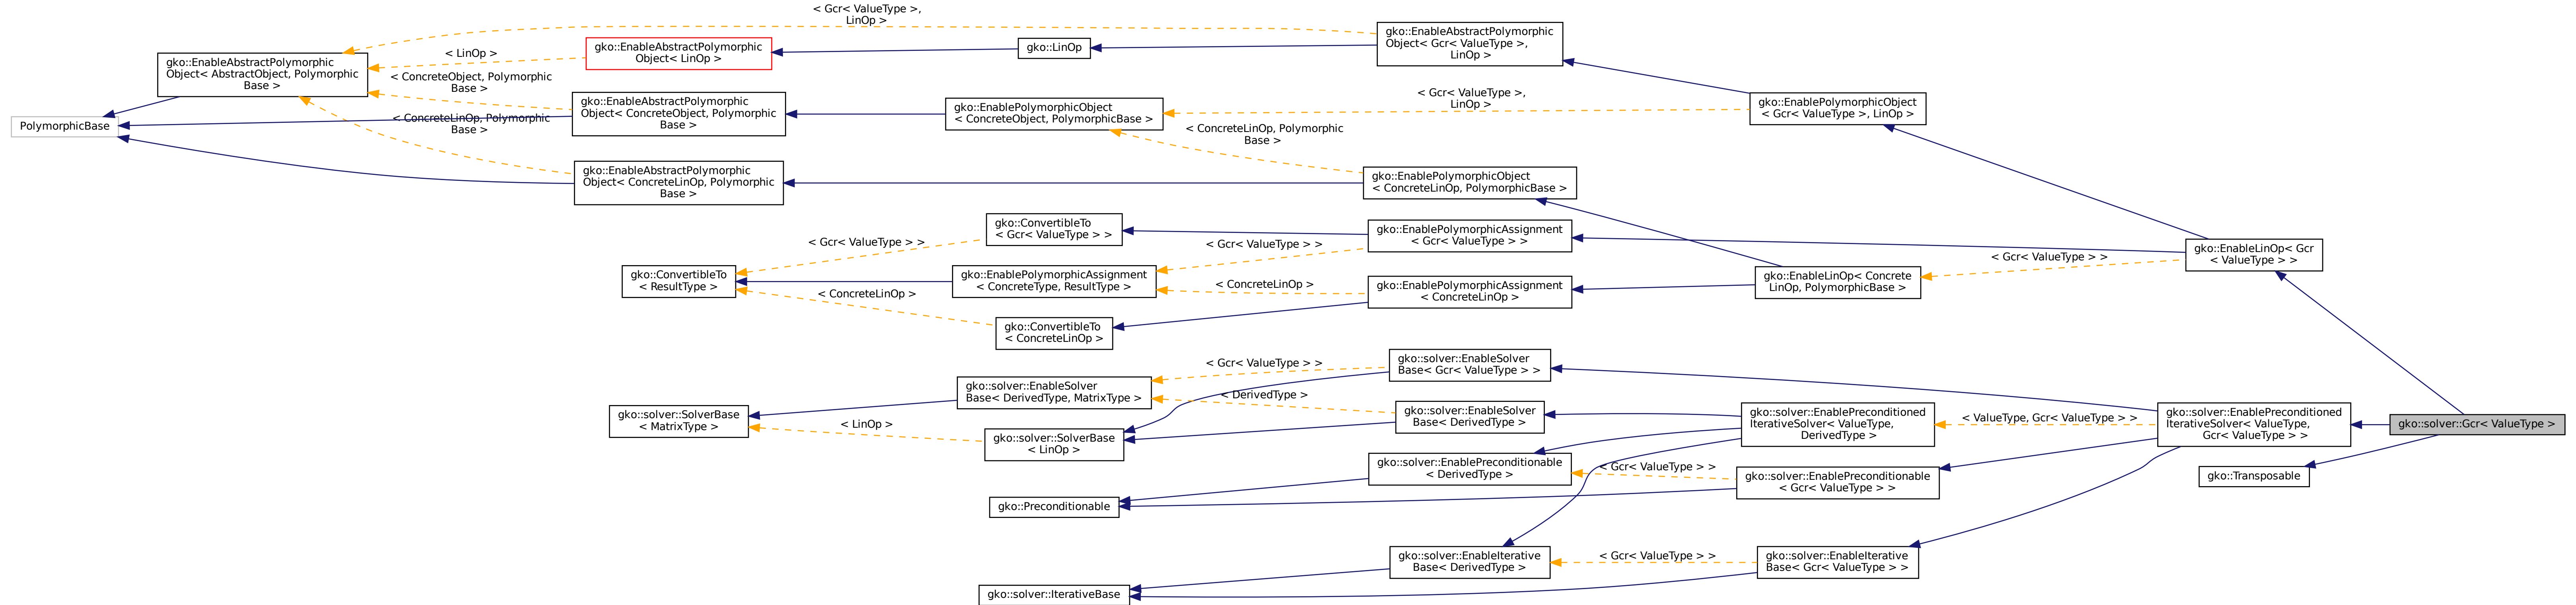 PolymorphicBase
gko::EnableAbstractPolymorphic
Object< AbstractObject, Polymorphic
Base >
< Gcr< ValueType >,
LinOp >
< LinOp >
< ConcreteObject, Polymorphic
Base >
< ConcreteLinOp, Polymorphic
Base >
gko::EnableAbstractPolymorphic
Object< LinOp >
gko::EnableAbstractPolymorphic
Object< ConcreteObject, Polymorphic
Base >
gko::EnableAbstractPolymorphic
Object< ConcreteLinOp, Polymorphic
Base >
gko::LinOp
gko::EnablePolymorphicObject
< ConcreteObject, PolymorphicBase >
gko::EnableAbstractPolymorphic
Object< Gcr< ValueType >,
LinOp >
< Gcr< ValueType >,
LinOp >
< ConcreteLinOp, Polymorphic
Base >
gko::EnablePolymorphicObject
< Gcr< ValueType >, LinOp >
gko::EnablePolymorphicObject
< ConcreteLinOp, PolymorphicBase >
gko::ConvertibleTo
< ResultType >
< Gcr< ValueType > >
< ConcreteLinOp >
gko::ConvertibleTo
< Gcr< ValueType > >
gko::EnablePolymorphicAssignment
< ConcreteType, ResultType >
gko::ConvertibleTo
< ConcreteLinOp >
< Gcr< ValueType > >
< ConcreteLinOp >
gko::EnablePolymorphicAssignment
< Gcr< ValueType > >
gko::EnablePolymorphicAssignment
< ConcreteLinOp >
gko::EnableLinOp< Concrete
LinOp, PolymorphicBase >
< Gcr< ValueType > >
gko::EnableLinOp< Gcr
< ValueType > >
gko::solver::SolverBase
< MatrixType >
< LinOp >
gko::solver::EnableSolver
Base< DerivedType, MatrixType >
gko::solver::SolverBase
< LinOp >
< Gcr< ValueType > >
< DerivedType >
gko::solver::EnableSolver
Base< Gcr< ValueType > >
gko::solver::EnableSolver
Base< DerivedType >
gko::solver::EnablePreconditioned
IterativeSolver< ValueType,
DerivedType >
< ValueType, Gcr< ValueType > >
gko::solver::EnablePreconditioned
IterativeSolver< ValueType,
Gcr< ValueType > >
gko::solver::Gcr< ValueType >
gko::Transposable
gko::Preconditionable
gko::solver::EnablePreconditionable
< DerivedType >
< Gcr< ValueType > >
gko::solver::EnablePreconditionable
< Gcr< ValueType > >
gko::solver::IterativeBase
gko::solver::EnableIterative
Base< DerivedType >
< Gcr< ValueType > >
gko::solver::EnableIterative
Base< Gcr< ValueType > >